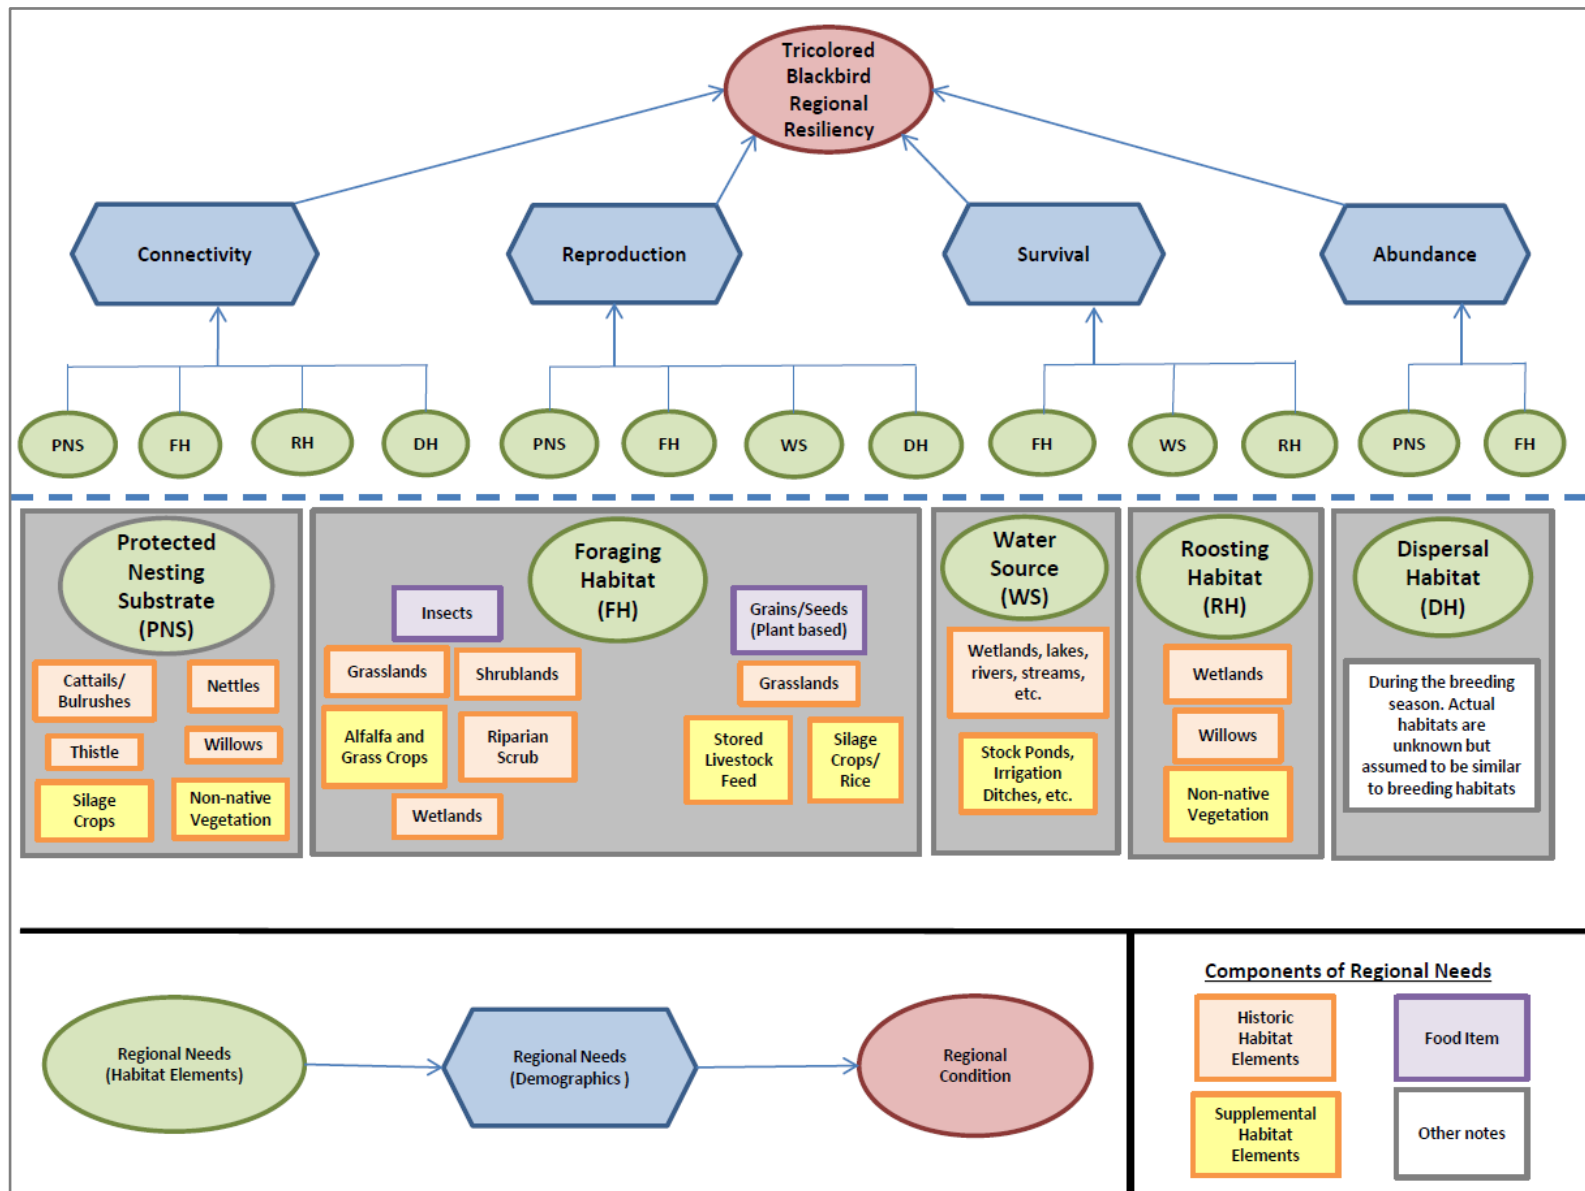 Tricolored
Blackbird
Regional
Resiliency
Connectivity
Reproduction
Survival
Abundance
PNS
FH
RH
DH
PNS
FH
WS
DH
FH
WS
RH
PNS
FH
Protected
Nesting
Substrate
(PNS)
Cattails/
Bulrushes
Nettles
Thistle
Willows
Silage
Crops
Non-native
Vegetation
Foraging
Habitat
(FH)
Insects
Grasslands
Shrublands
Alfalfa and
Grass Crops
Riparian
Scrub
Wetlands
Grains/Seeds
(Plant based)
Grasslands
Stored
Livestock
Feed
Silage
Crops/
Rice
Water
Source
(WS)
Wetlands, lakes,
rivers, streams,
etc.
Stock Ponds,
Irrigation
Ditches, etc.
Roosting
Habitat
(RH)
Wetlands
Willows
Non-native
Vegetation
Dispersal
Habitat
(DH)
During the breeding
season. Actual
habitats are
unknown but
assumed to be similar
to breeding habitats
Regional Needs
(Habitat Elements)
Regional Needs
(Demographics )
Regional
Condition
Components of Regional Needs
Historic
Habitat
Elements
Food Item
Supplemental
Habitat
Elements
Other notes